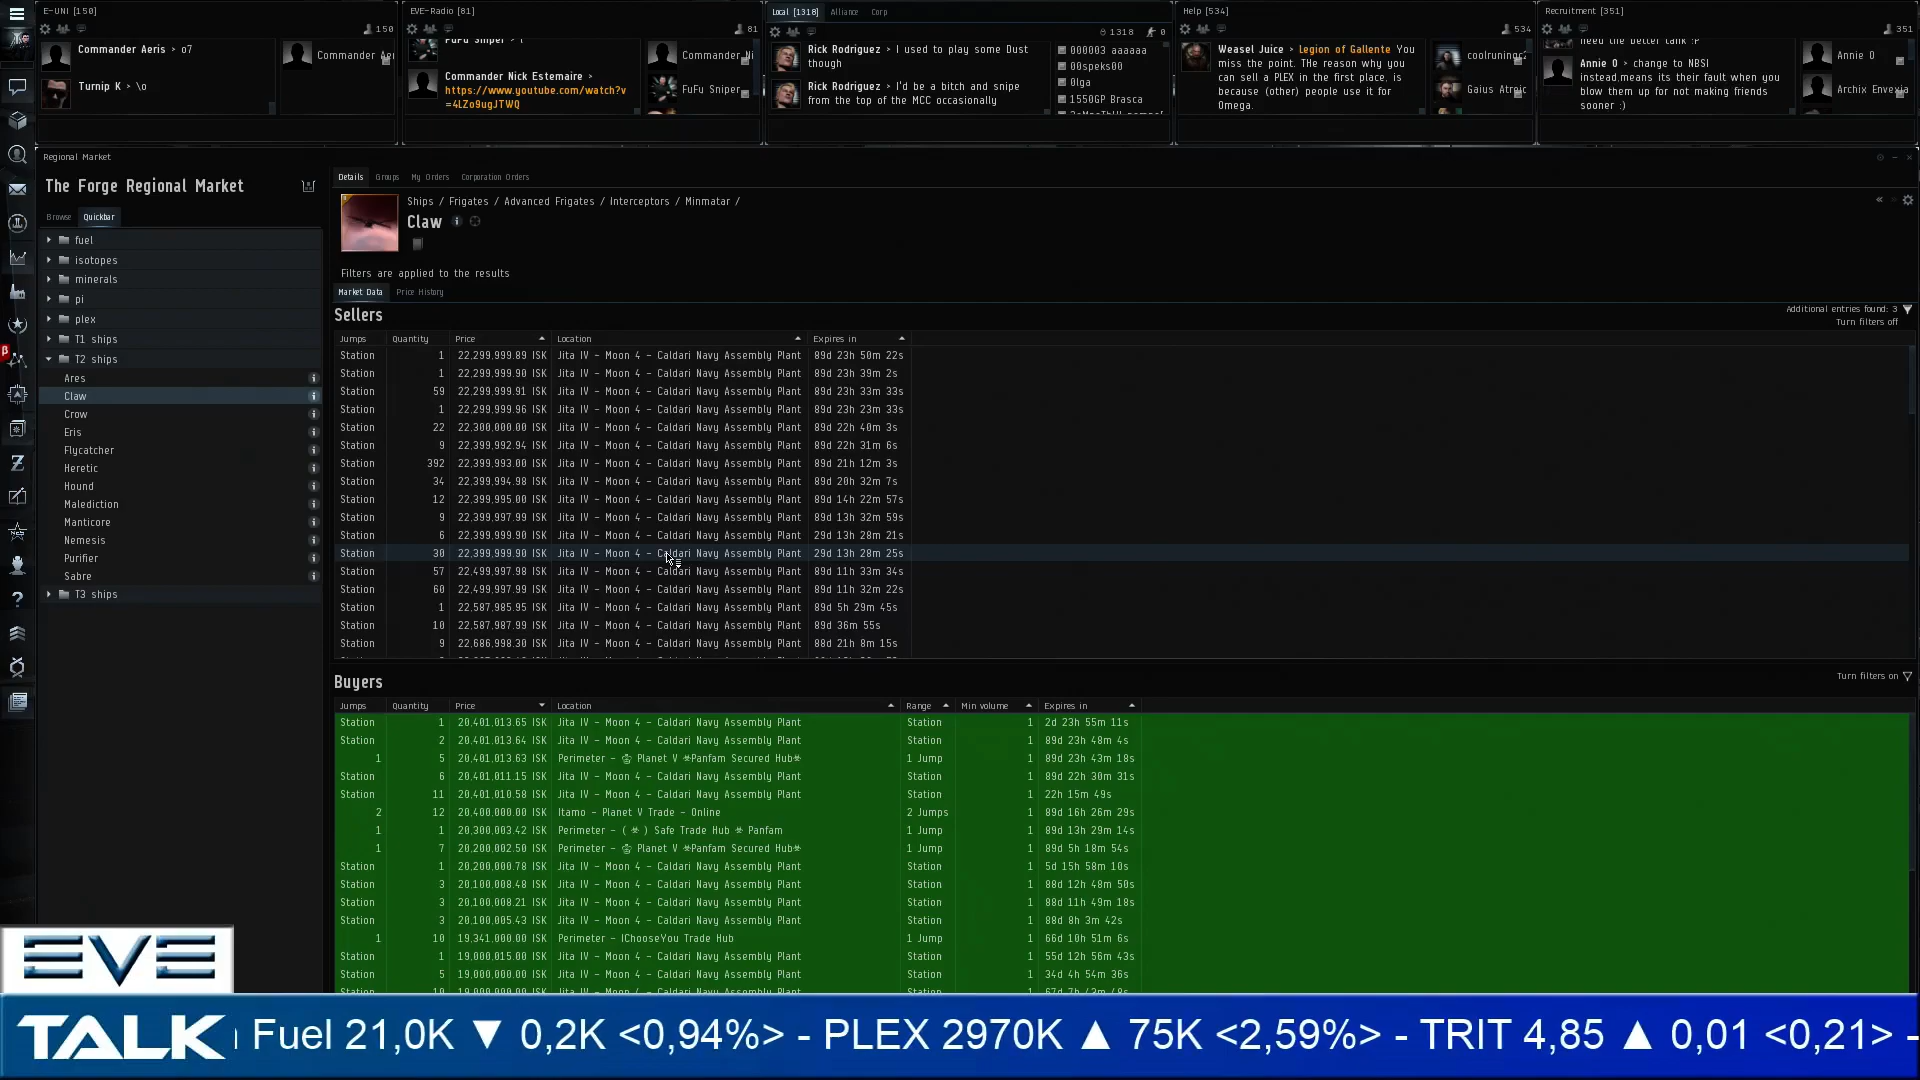 E-UNI [150]
150
Commander Aeris > o7
Turnip K > \o
EVE-Radio [81]
81
Commander Nick Estemaire >
https://www.youtube.com/watch?v
=4LZo9ugJTWQ
FuFu Sniper
Local [1318] Alliance Corp
1318 0
Rick Rodriguez > I used to play some Dust
though
Rick Rodriguez > I'd be a bitch and snipe
from the top of the MCC occasionally
000003 aaaaaa
00speks00
0lga
1550GP Brasca
Help [534]
534
Weasel Juice > Legion of Gallente You
miss the point. The reason why you
can sell a PLEX in the first place, is
because (other) people use it for
Omega.
Recruitment [351]
351
need the better tank :P
Annie O > change to NBSI
instead,means its their fault when you
blow them up for not making friends
sooner :)
Annie O
Archix Envexia
Regional Market
The Forge Regional Market
Browse Quickbar
fuel
isotopes
minerals
pi
plex
T1 ships
T2 ships
Ares
Claw
Crow
Eris
Flycatcher
Heretic
Hound
Malediction
Manticore
Nemesis
Purifier
Sabre
T3 ships
Details Groups My Orders Corporation Orders
Ships / Frigates / Advanced Frigates / Interceptors / Minmatar /
Claw
Filters are applied to the results
Market Data Price History
Sellers
Additional entries found: 3
Turn filters off
Jumps Quantity Price Location Expires in
Station 1 22,299,999.89 ISK Jita IV - Moon 4 - Caldari Navy Assembly Plant 89d 23h 50m 22s
Station 1 22,299,999.90 ISK Jita IV - Moon 4 - Caldari Navy Assembly Plant 89d 23h 39m 2s
Station 59 22,299,999.91 ISK Jita IV - Moon 4 - Caldari Navy Assembly Plant 89d 23h 33m 33s
Station 1 22,299,999.96 ISK Jita IV - Moon 4 - Caldari Navy Assembly Plant 89d 23h 23m 33s
Station 22 22,300,000.00 ISK Jita IV - Moon 4 - Caldari Navy Assembly Plant 89d 22h 40m 3s
Station 9 22,399,992.94 ISK Jita IV - Moon 4 - Caldari Navy Assembly Plant 89d 22h 31m 6s
Station 392 22,399,993.00 ISK Jita IV - Moon 4 - Caldari Navy Assembly Plant 89d 21h 12m 3s
Station 34 22,399,994.98 ISK Jita IV - Moon 4 - Caldari Navy Assembly Plant 89d 20h 32m 7s
Station 12 22,399,995.00 ISK Jita IV - Moon 4 - Caldari Navy Assembly Plant 89d 14h 22m 57s
Station 9 22,399,997.99 ISK Jita IV - Moon 4 - Caldari Navy Assembly Plant 89d 13h 32m 59s
Station 6 22,399,999.90 ISK Jita IV - Moon 4 - Caldari Navy Assembly Plant 29d 13h 28m 21s
Station 30 22,399,999.90 ISK Jita IV - Moon 4 - Caldari Navy Assembly Plant 29d 13h 28m 25s
Station 57 22,499,997.98 ISK Jita IV - Moon 4 - Caldari Navy Assembly Plant 89d 11h 33m 34s
Station 60 22,499,997.99 ISK Jita IV - Moon 4 - Caldari Navy Assembly Plant 89d 11h 32m 22s
Station 1 22,587,985.95 ISK Jita IV - Moon 4 - Caldari Navy Assembly Plant 89d 5h 29m 45s
Station 10 22,587,987.99 ISK Jita IV - Moon 4 - Caldari Navy Assembly Plant 89d 36m 55s
Station 9 22,686,998.30 ISK Jita IV - Moon 4 - Caldari Navy Assembly Plant 88d 21h 8m 15s
Buyers
Turn filters on
Jumps Quantity Price Location Range Min volume Expires in
Station 1 20,401,013.65 ISK Jita IV - Moon 4 - Caldari Navy Assembly Plant Station 1 2d 23h 55m 11s
Station 2 20,401,013.64 ISK Jita IV - Moon 4 - Caldari Navy Assembly Plant Station 1 89d 23h 48m 4s
1 5 20,401,013.63 ISK Perimeter - Planet V Panfam Secured Hub 1 Jump 1 89d 23h 43m 18s
Station 6 20,401,011.15 ISK Jita IV - Moon 4 - Caldari Navy Assembly Plant Station 1 89d 22h 30m 31s
Station 11 20,401,010.58 ISK Jita IV - Moon 4 - Caldari Navy Assembly Plant Station 1 22h 15m 49s
2 12 20,400,000.00 ISK Itamo - Planet V Trade - Online 2 Jumps 1 89d 16h 26m 29s
1 1 20,300,003.42 ISK Perimeter - ( ) Safe Trade Hub Panfam 1 Jump 1 89d 13h 29m 14s
1 7 20,200,002.50 ISK Perimeter - Planet V Panfam Secured Hub 1 Jump 1 89d 5h 18m 54s
Station 1 20,200,000.78 ISK Jita IV - Moon 4 - Caldari Navy Assembly Plant Station 1 5d 15h 58m 10s
Station 3 20,100,008.48 ISK Jita IV - Moon 4 - Caldari Navy Assembly Plant Station 1 88d 12h 48m 50s
Station 3 20,100,008.21 ISK Jita IV - Moon 4 - Caldari Navy Assembly Plant Station 1 88d 11h 49m 18s
Station 3 20,100,005.43 ISK Jita IV - Moon 4 - Caldari Navy Assembly Plant Station 1 88d 8h 3m 42s
1 10 19,341,000.00 ISK Perimeter - IChooseYou Trade Hub 1 Jump 1 66d 10h 51m 6s
Station 1 19,000,015.00 ISK Jita IV - Moon 4 - Caldari Navy Assembly Plant Station 1 55d 12h 56m 43s
Station 5 19,000,000.00 ISK Jita IV - Moon 4 - Caldari Navy Assembly Plant Station 1 34d 4h 54m 36s
EVE
TALK
Fuel 21,0K ▼ 0,2K <0,94%> - PLEX 2970K ▲ 75K <2,59%> - TRIT 4,85 ▲ 0,01 <0,21> -